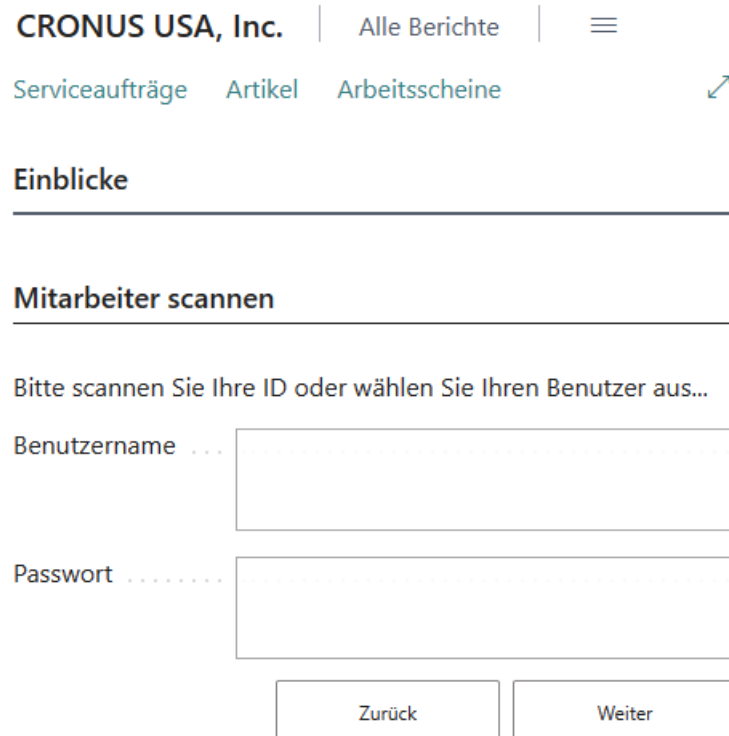 CRONUS USA, Inc. Alle Berichte
Serviceaufträge Artikel Arbeitsscheine
Einblicke
Mitarbeiter scannen
Bitte scannen Sie Ihre ID oder wählen Sie Ihren Benutzer aus...
Benutzername
Passwort
Zurück Weiter